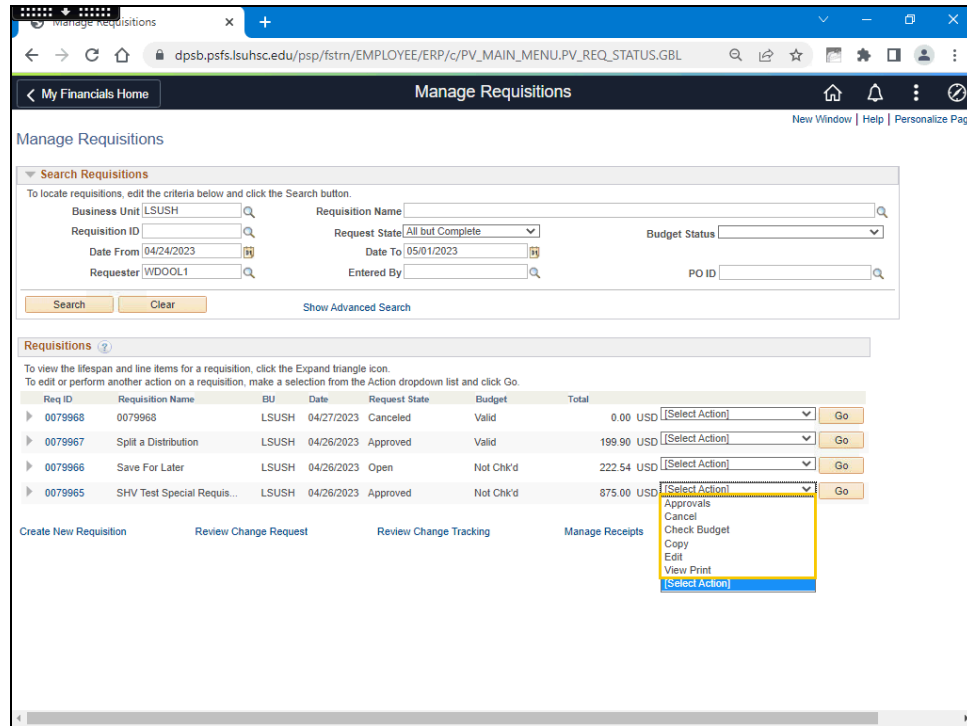 Manage Requisitions
dpsb.psfs.lsuhsc.edu/psp/fstrn/EMPLOYEE/ERP/c/PV_MAIN_MENU.PV_REQ_STATUS.GBL
My Financials Home Manage Requisitions
New Window | Help | Personalize Pag
Manage Requisitions
Search Requisitions
To locate requisitions, edit the criteria below and click the Search button.
Business Unit LSUSH Requisition Name
Requisition ID Request State All but Complete Budget Status
Date From 04/24/2023 Date To 05/01/2023
Requester WDOOL1 Entered By PO ID
Search Clear Show Advanced Search
Requisitions ?
To view the lifespan and line items for a requisition, click the Expand triangle icon.
To edit or perform another action on a requisition, make a selection from the Action dropdown list and click Go.
Req ID Requisition Name BU Date Request State Budget Total
0079968 0079968 LSUSH 04/27/2023 Canceled Valid 0.00 USD [Select Action] Go
0079967 Split a Distribution LSUSH 04/26/2023 Approved Valid 199.90 USD [Select Action] Go
0079966 Save For Later LSUSH 04/26/2023 Open Not Chk'd 222.54 USD [Select Action] Go
0079965 SHV Test Special Requis... LSUSH 04/26/2023 Approved Not Chk'd 875.00 USD [Select Action] Go
Approvals
Cancel
Check Budget
Copy
Edit
View Print
[Select Action]
Create New Requisition Review Change Request Review Change Tracking Manage Receipts